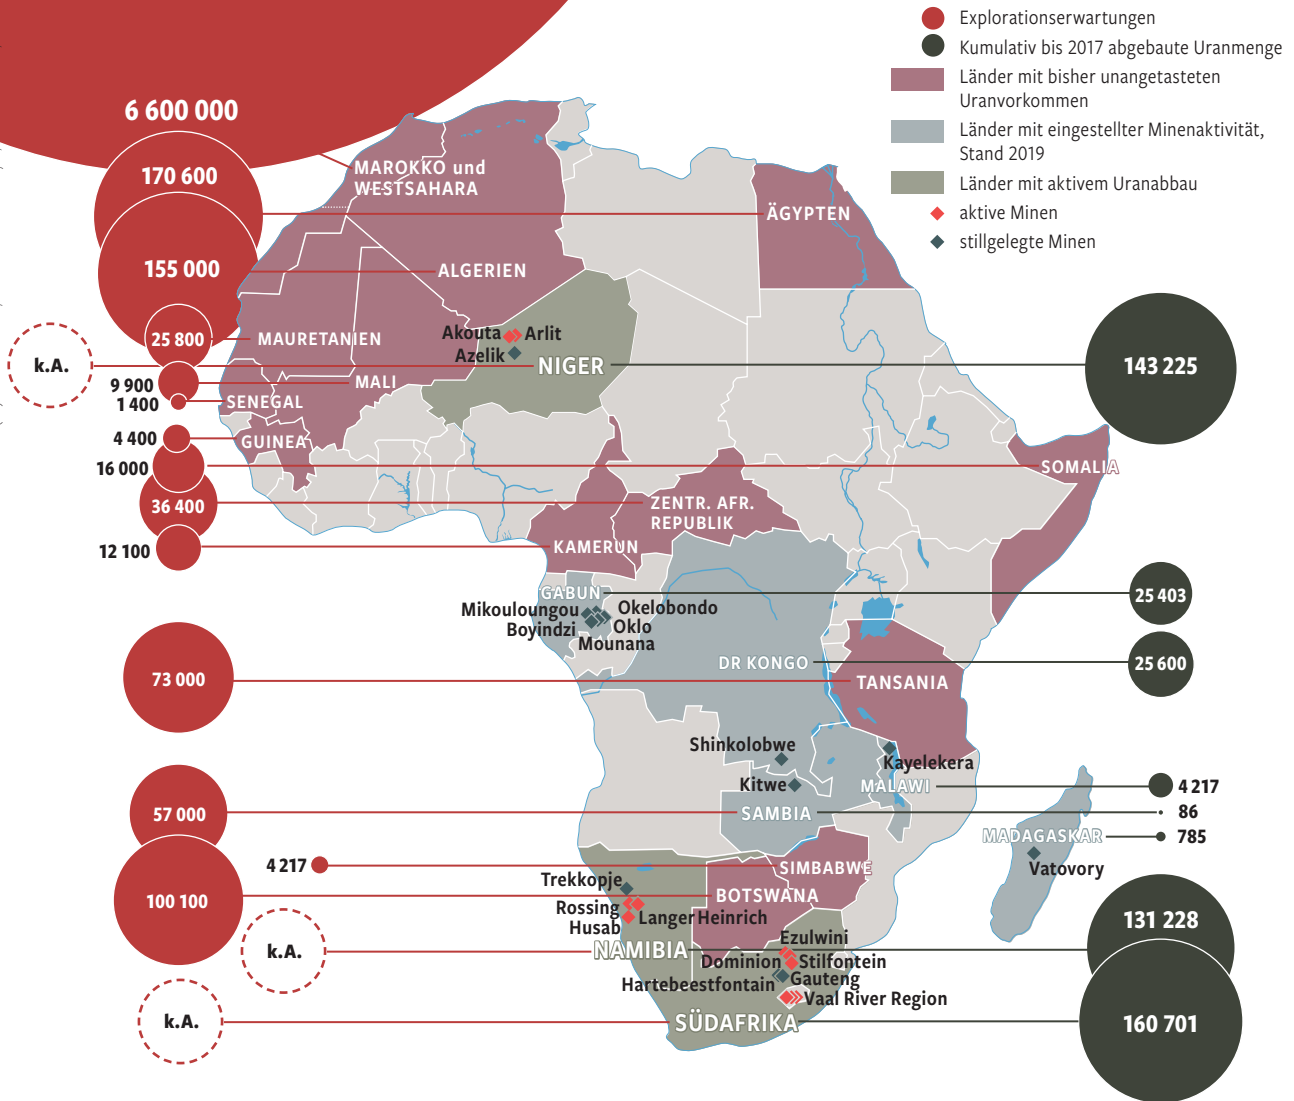 Explorationserwartungen
Kumulativ bis 2017 abgebaute Uranmenge
Länder mit bisher unangetasteten
Uranvorkommen
Länder mit eingestellter Minenaktivität,
Stand 2019
Länder mit aktivem Uranabbau
aktive Minen
stillgelegte Minen
6 600 000
MAROKKO und
WESTSAHARA
170 600
ÄGYPTEN
155 000
ALGERIEN
25 800
MAURETANIEN
Akouta
Arlit
Azelik
k.A.
NIGER
143 225
9 900
MALI
1 400
SENEGAL
4 400
GUINEA
16 000
SOMALIA
36 400
ZENTR. AFR.
REPUBLIK
12 100
KAMERUN
GABUN
25 403
Mikouloungou
Okelobondo
Boyindzi
Oklo
Mounana
DR KONGO
25 600
73 000
TANSANIA
Shinkolobwe
Kayelekera
Kitwe
MALAWI
4 217
57 000
SAMBIA
86
MADAGASKAR
785
Vatovory
4 217
SIMBABWE
Trekkopje
100 100
BOTSWANA
Rossing
Langer Heinrich
Husab
131 228
k.A.
NAMIBIA
Ezulwini
Dominion
Stilfontein
Hartebeestfontain
Gauteng
Vaal River Region
k.A.
SÜDAFRIKA
160 701